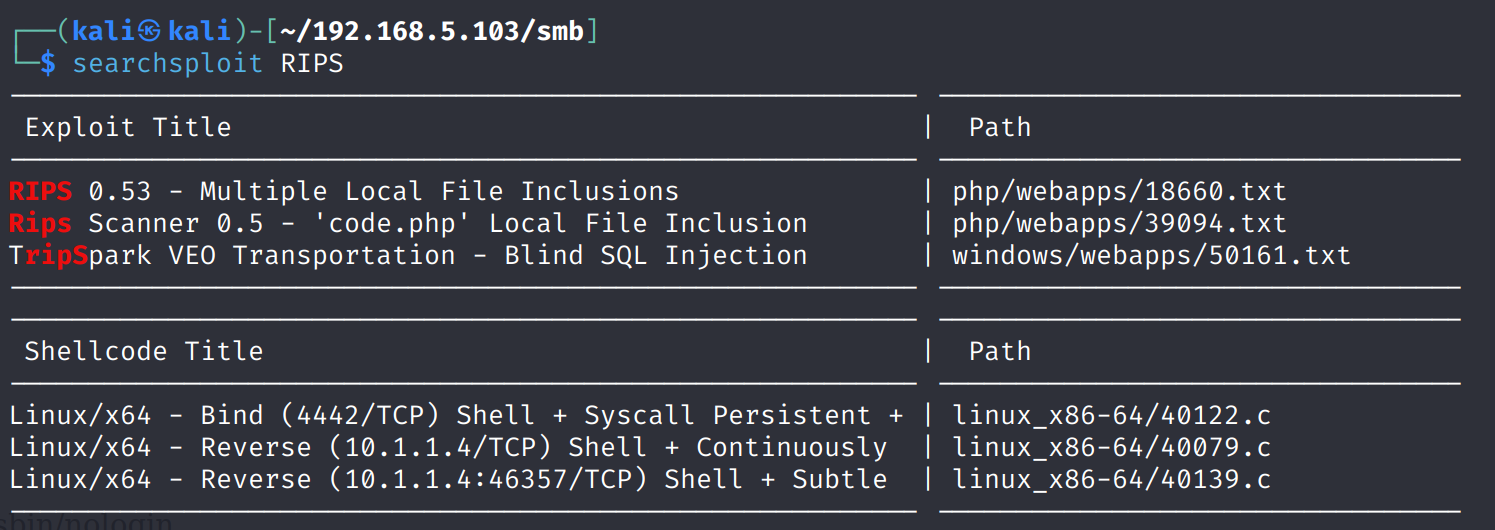 (kali㉿kali)-[~/192.168.5.103/smb]
$ searchsploit RIPS
Exploit Title | Path
RIPS 0.53 - Multiple Local File Inclusions | php/webapps/18660.txt
Rips Scanner 0.5 - 'code.php' Local File Inclusion | php/webapps/39094.txt
TripSpark VEO Transportation - Blind SQL Injection | windows/webapps/50161.txt
Shellcode Title | Path
Linux/x64 - Bind (4442/TCP) Shell + Syscall Persistent + | linux_x86-64/40122.c
Linux/x64 - Reverse (10.1.1.4/TCP) Shell + Continuously | linux_x86-64/40079.c
Linux/x64 - Reverse (10.1.1.4:46357/TCP) Shell + Subtle | linux_x86-64/40139.c
sbin/nologin